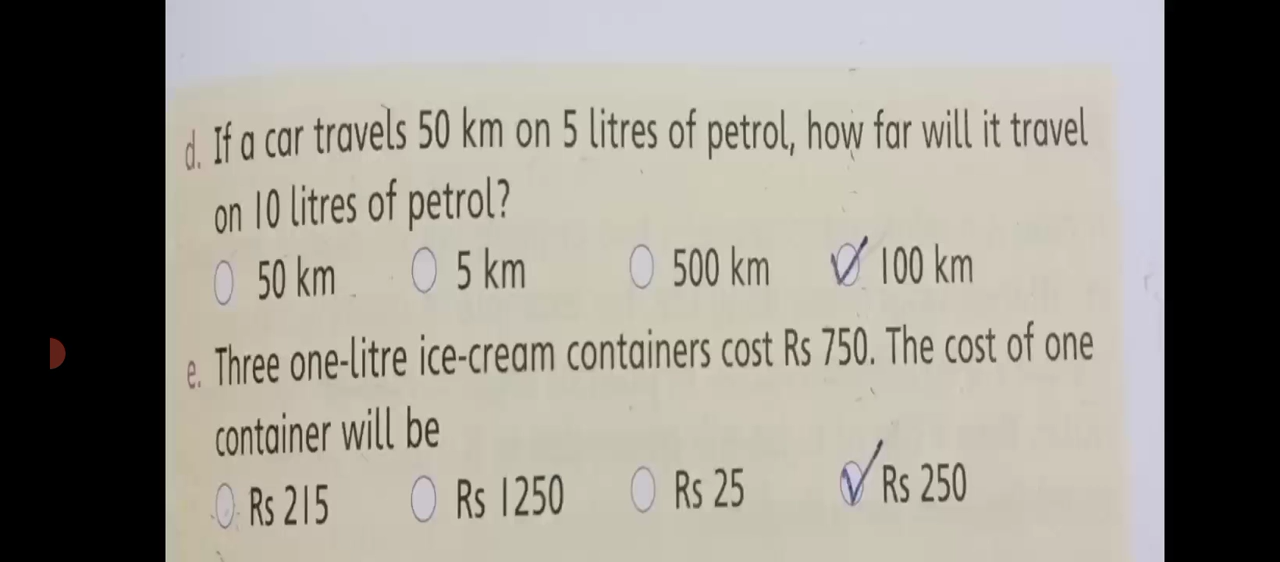 d. If a car travels 50 km on 5 litres of petrol, how far will it travel
on 10 litres of petrol?
50 km 5 km 500 km 100 km
e. Three one-litre ice-cream containers cost Rs 750. The cost of one
container will be
Rs 215 Rs 1250 Rs 25 Rs 250